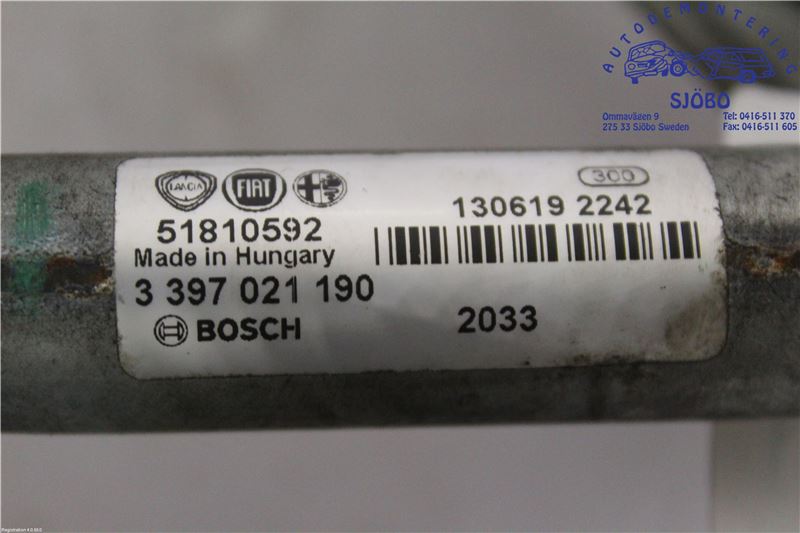 AUTODEMONTERING
SJÖBO
Ommavägen 9
275 33 Sjöbo Sweden
Tel: 0416-511 370
Fax: 0416-511 605
LANCIA
FIAT
300
51810592
130619 2242
Made in Hungary
3 397 021 190
BOSCH
2033